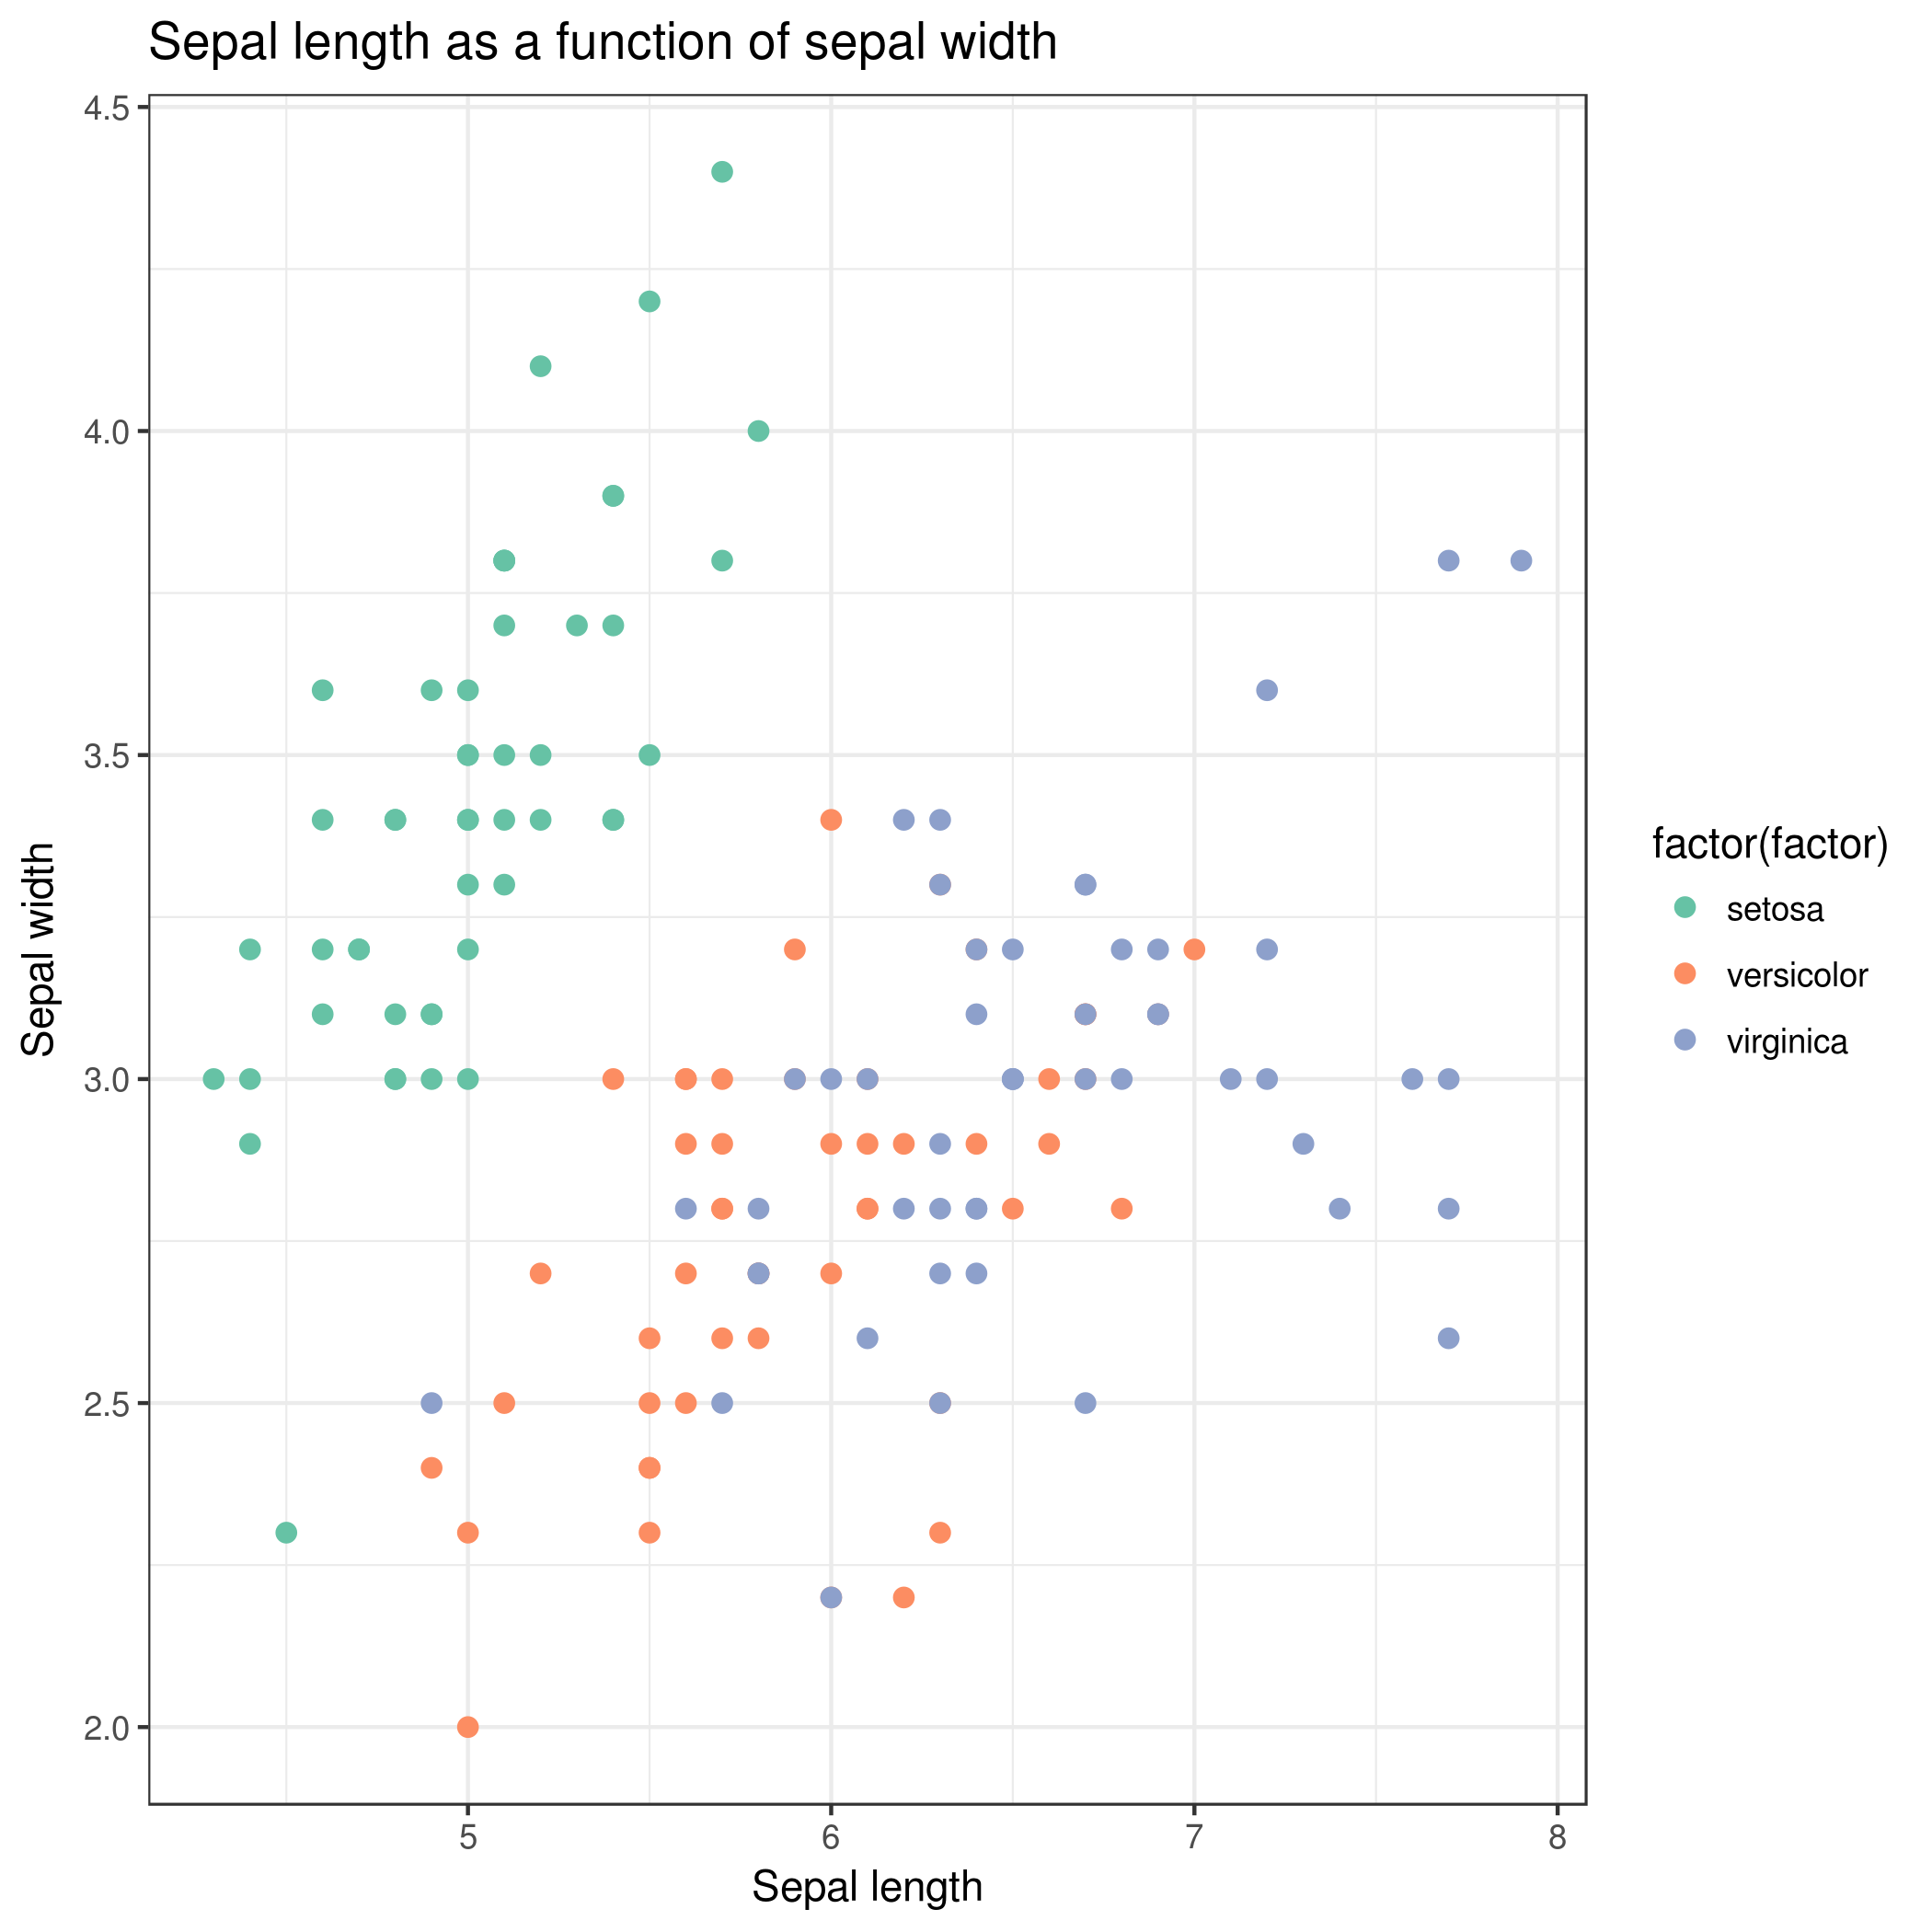 Sepal length as a function of sepal width
4.5
4.0
3.5
3.0
2.5
2.0
Sepal width
5 6 7 8
Sepal length
factor(factor)
setosa
versicolor
virginica